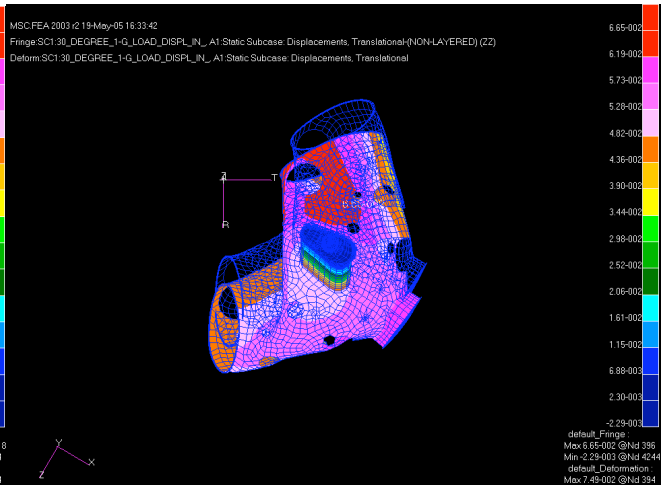 MSC.FEA 2003 r2 19-May-05 16:33:42
Fringe:SC1:30_DEGREE_1-G_LOAD_DISPL_IN_, A1:Static Subcase: Displacements, Translational-(NON-LAYERED) (ZZ)
Deform:SC1:30_DEGREE_1-G_LOAD_DISPL_IN_, A1:Static Subcase: Displacements, Translational
6.65-002
6.19-002
5.73-002
5.28-002
4.82-002
4.36-002
3.90-002
3.44-002
2.98-002
2.52-002
2.06-002
1.61-002
1.15-002
6.88-003
2.30-003
-2.29-003
Z
T
R
default_Fringe :
Max 6.65-002 @Nd 396
Min -2.29-003 @Nd 4244
default_Deformation :
Max 7.49-002 @Nd 394
8
Y
X
Z